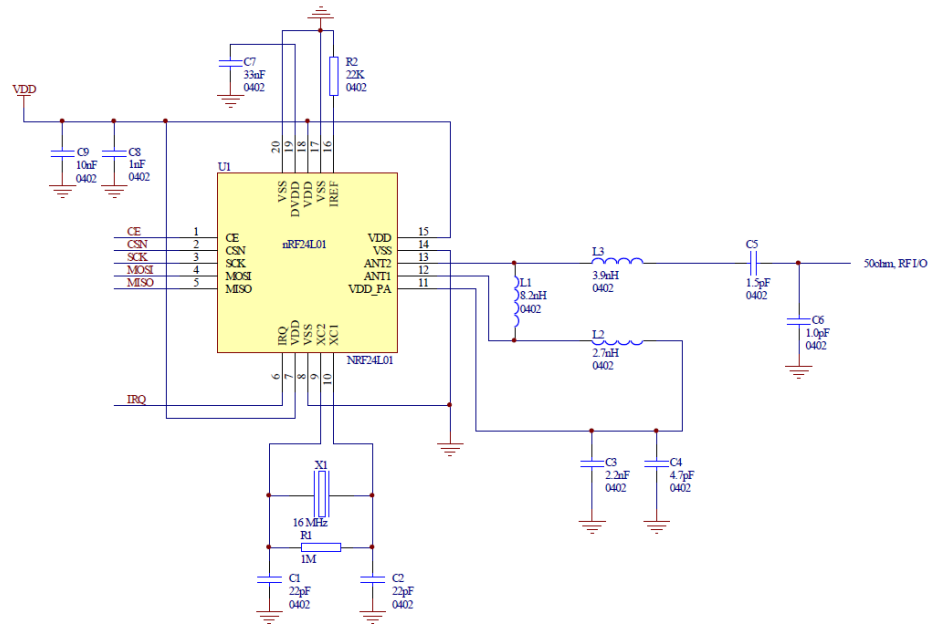 C7
33nF
0402
R2
22K
0402
VDD
C9
10nF
0402
C8
1nF
0402
20
19
18
17
16
U1
VSS
DVDD
VDD
VSS
IREF
nRF24L01
CE
1
CE
CSN
2
CSN
SCK
3
SCK
MOSI
4
MOSI
MISO
5
MISO
VDD
15
VSS
14
ANT2
13
ANT1
12
VDD_PA
11
IRQ
VDD
VSS
XC2
XC1
NRF24L01
6
7
8
9
10
IRQ
L3
3.9nH
0402
C5
1.5pF
0402
50ohm, RF I/O
L1
8.2nH
0402
C6
1.0pF
0402
L2
2.7nH
0402
C3
2.2nF
0402
C4
4.7pF
0402
X1
16 MHz
R1
1M
C1
22pF
0402
C2
22pF
0402